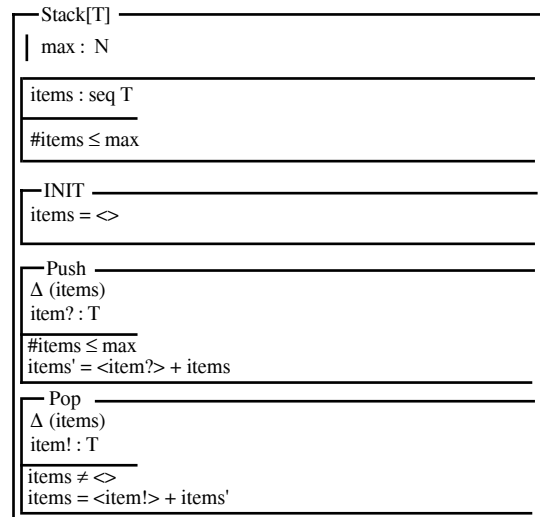 Stack[T]
max : N
items : seq T
#items ≤ max
INIT
items = <>
Push
Δ (items)
item? : T
#items ≤ max
items' = <item?> + items
Pop
Δ (items)
item! : T
items ≠ <>
items = <item!> + items'